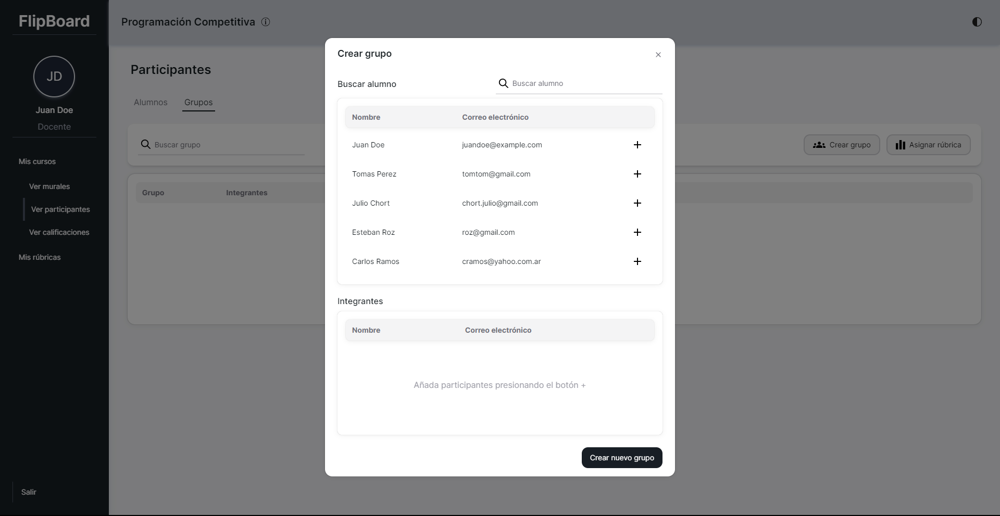 FlipBoard
JD
Juan Doe
Docente
Mis cursos
Ver murales
Ver participantes
Ver calificaciones
Mis rúbricas
Salir
Programación Competitiva
Participantes
Alumnos Grupos
Buscar grupo
Crear grupo Asignar rúbrica
Grupo Integrantes
Crear grupo
Buscar alumno Buscar alumno
Nombre Correo electrónico
Juan Doe juandoe@example.com +
Tomas Perez tomtom@gmail.com +
Julio Chort chort.julio@gmail.com +
Esteban Roz roz@gmail.com +
Carlos Ramos cramos@yahoo.com.ar +
Integrantes
Nombre Correo electrónico
Añada participantes presionando el botón +
Crear nuevo grupo